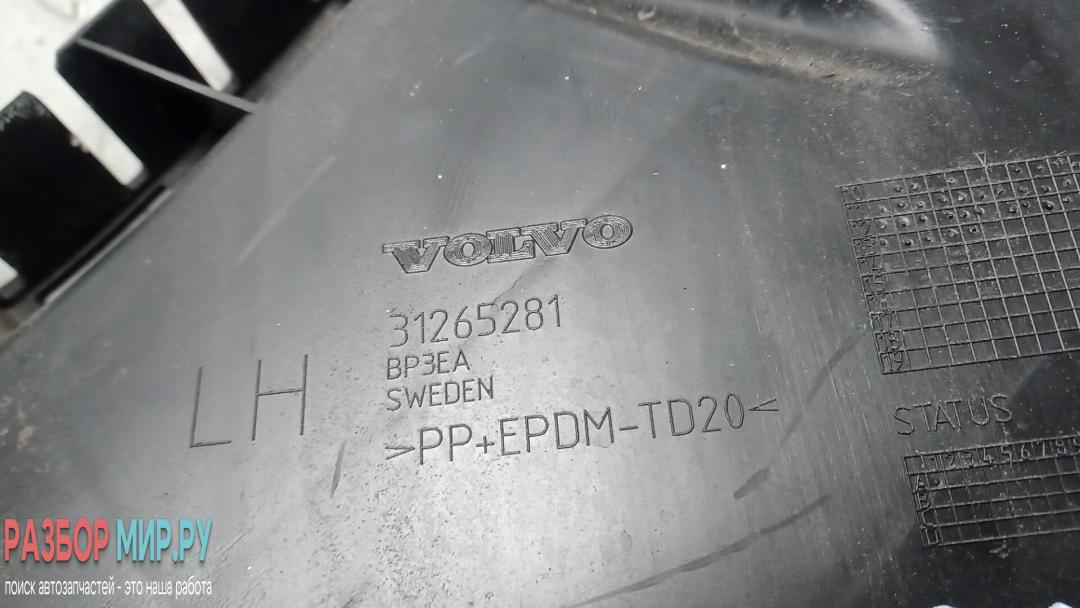 VOLVO
31265281
BP3EA
SWEDEN
LH
>PP+EPDM-TD20<
STATUS
РАЗБОР МИР.РУ
поиск автозапчастей - это наша работа